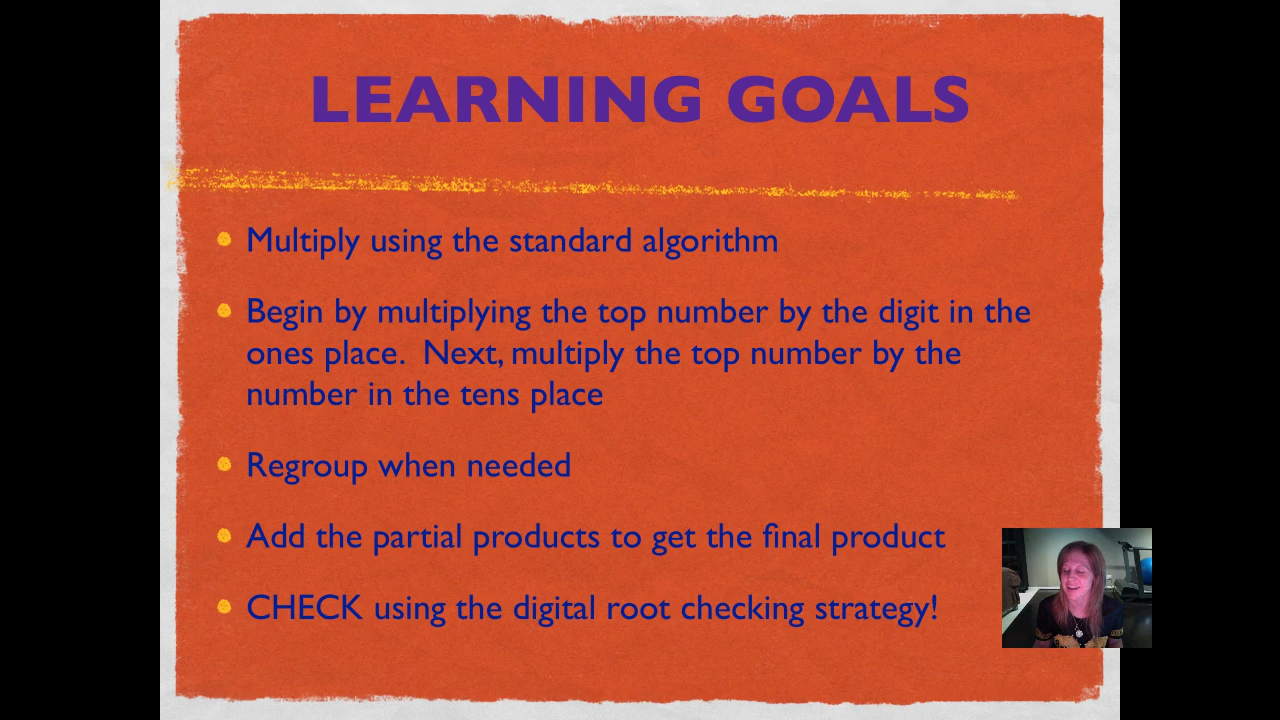 LEARNING GOALS
Multiply using the standard algorithm
Begin by multiplying the top number by the digit in the
ones place.  Next, multiply the top number by the
number in the tens place
Regroup when needed
Add the partial products to get the final product
CHECK using the digital root checking strategy!